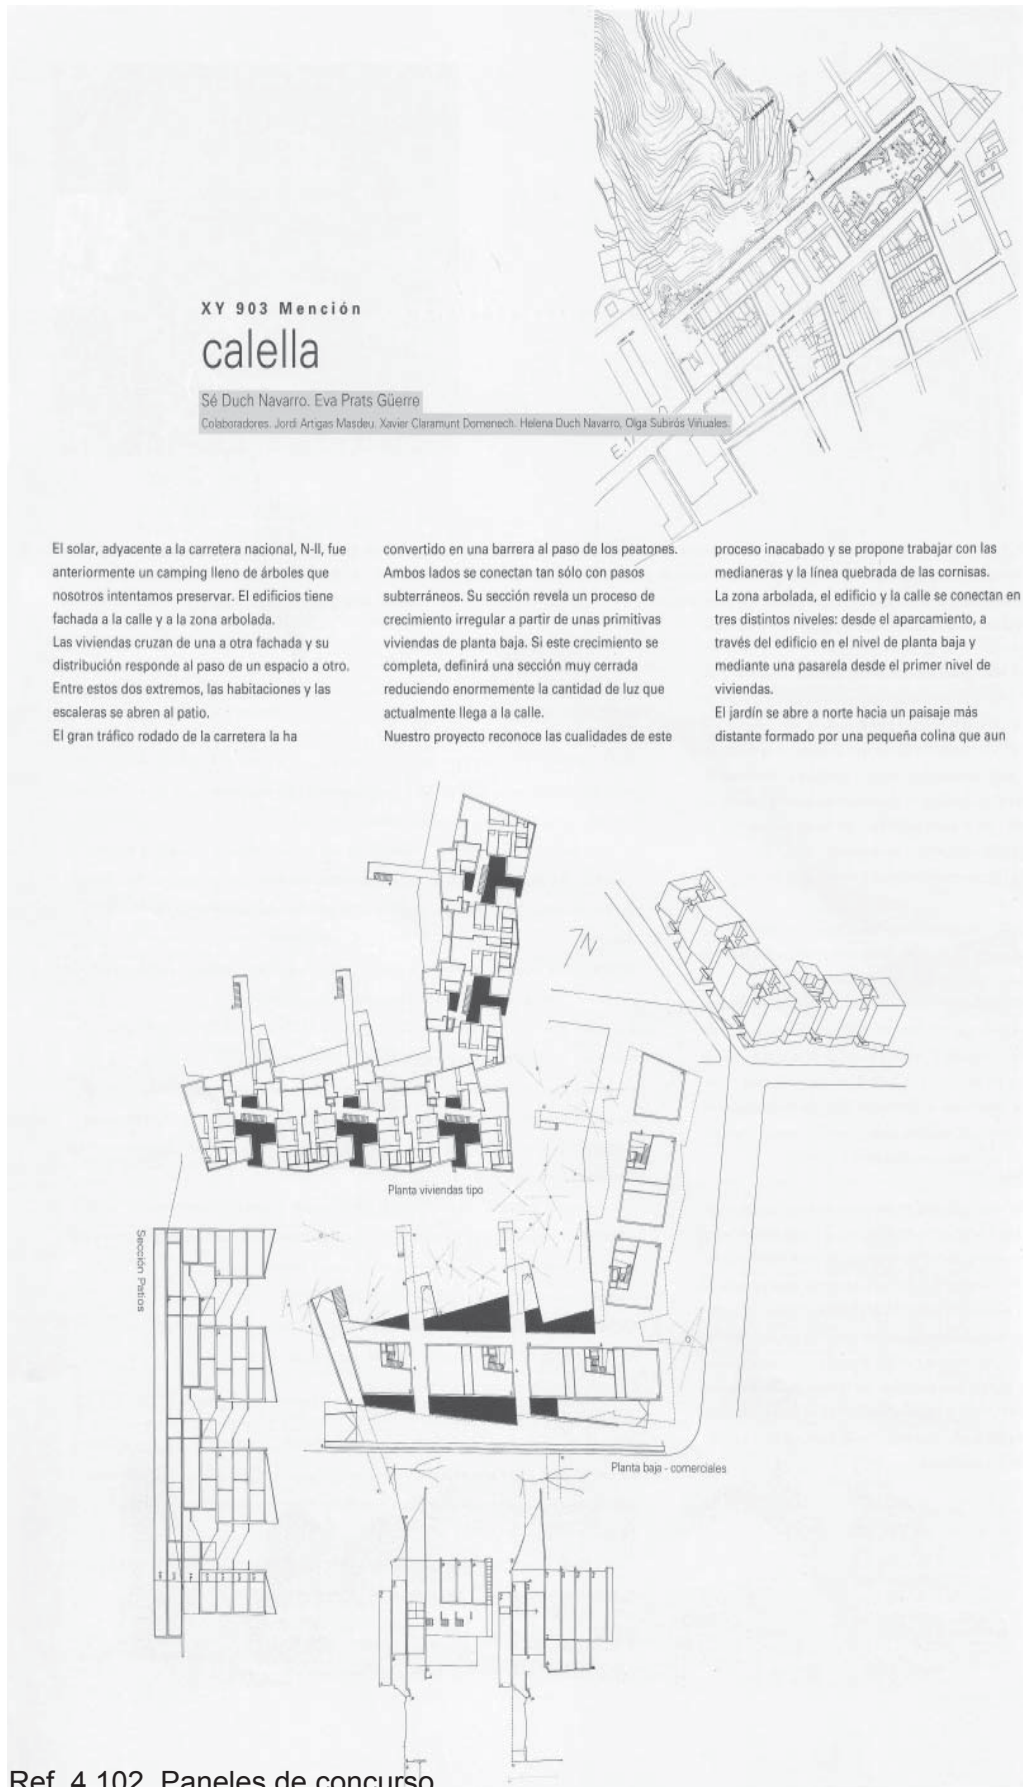 XY 903 Mención
calella
Sé Duch Navarro. Eva Prats Güerre
Colaboradores. Jordi Artigas Masdeu. Xavier Claramunt Domenech. Helena Duch Navarro, Olga Subirós Viñuales.
E.1/
El solar, adyacente a la carretera nacional, N-II, fue
anteriormente un camping lleno de árboles que
nosotros intentamos preservar. El edificios tiene
fachada a la calle y a la zona arbolada.
Las viviendas cruzan de una a otra fachada y su
distribución responde al paso de un espacio a otro.
Entre estos dos extremos, las habitaciones y las
escaleras se abren al patio.
El gran tráfico rodado de la carretera la ha
convertido en una barrera al paso de los peatones.
Ambos lados se conectan tan sólo con pasos
subterráneos. Su sección revela un proceso de
crecimiento irregular a partir de unas primitivas
viviendas de planta baja. Si este crecimiento se
completa, definirá una sección muy cerrada
reduciendo enormemente la cantidad de luz que
actualmente llega a la calle.
Nuestro proyecto reconoce las cualidades de este
proceso inacabado y se propone trabajar con las
medianeras y la línea quebrada de las cornisas.
La zona arbolada, el edificio y la calle se conectan en
tres distintos niveles: desde el aparcamiento, a
través del edificio en el nivel de planta baja y
mediante una pasarela desde el primer nivel de
viviendas.
El jardín se abre a norte hacia un paisaje más
distante formado por una pequeña colina que aun
N
Planta viviendas tipo
Sección Patios
Planta baja - comerciales
Ref. 4.102. Paneles de concurso